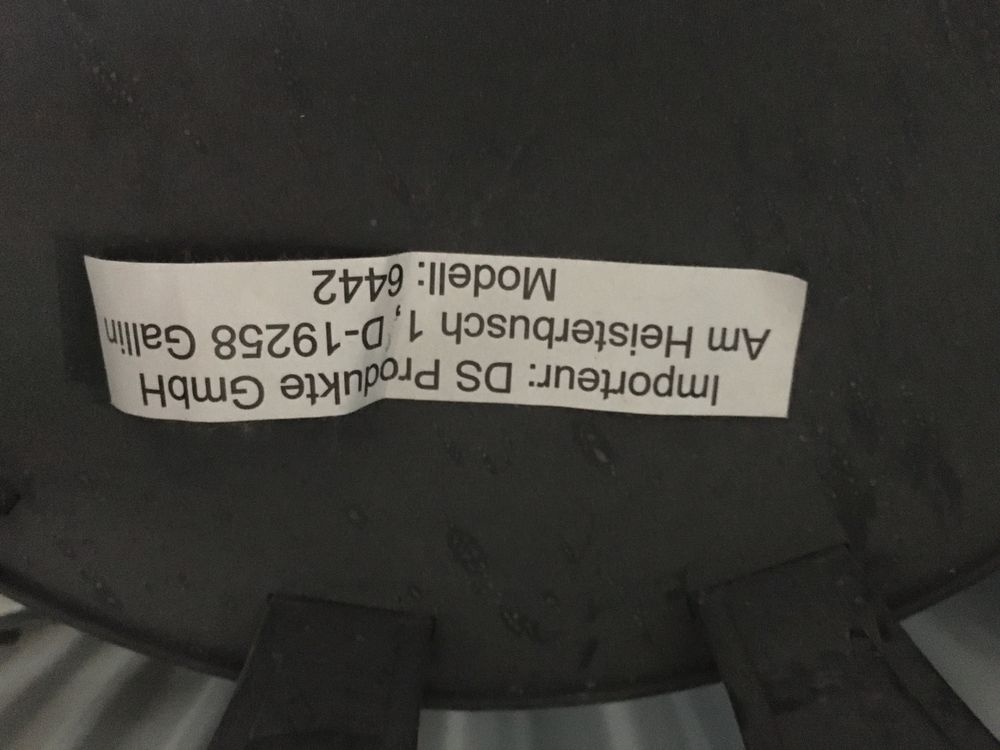 Importeur: DS Produkte GmbH
Am Heisterbusch 1, D-19258 Gallin
Modell: 6442